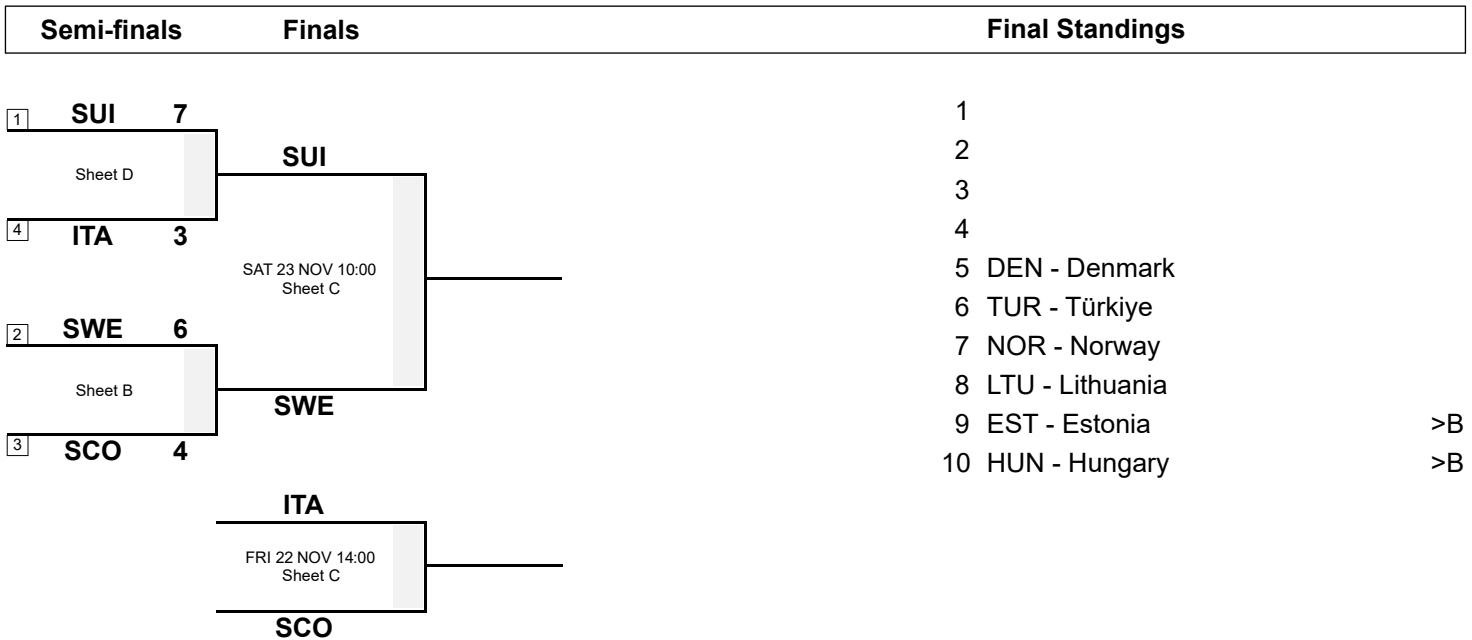 Semi-finals Finals Final Standings
1 SUI 7
Sheet D
4 ITA 3
2 SWE 6
Sheet B
3 SCO 4
SUI
SAT 23 NOV 10:00
Sheet C
SWE
ITA
FRI 22 NOV 14:00
Sheet C
SCO
1
2
3
4
5 DEN - Denmark
6 TUR - Türkiye
7 NOR - Norway
8 LTU - Lithuania
9 EST - Estonia >B
10 HUN - Hungary >B